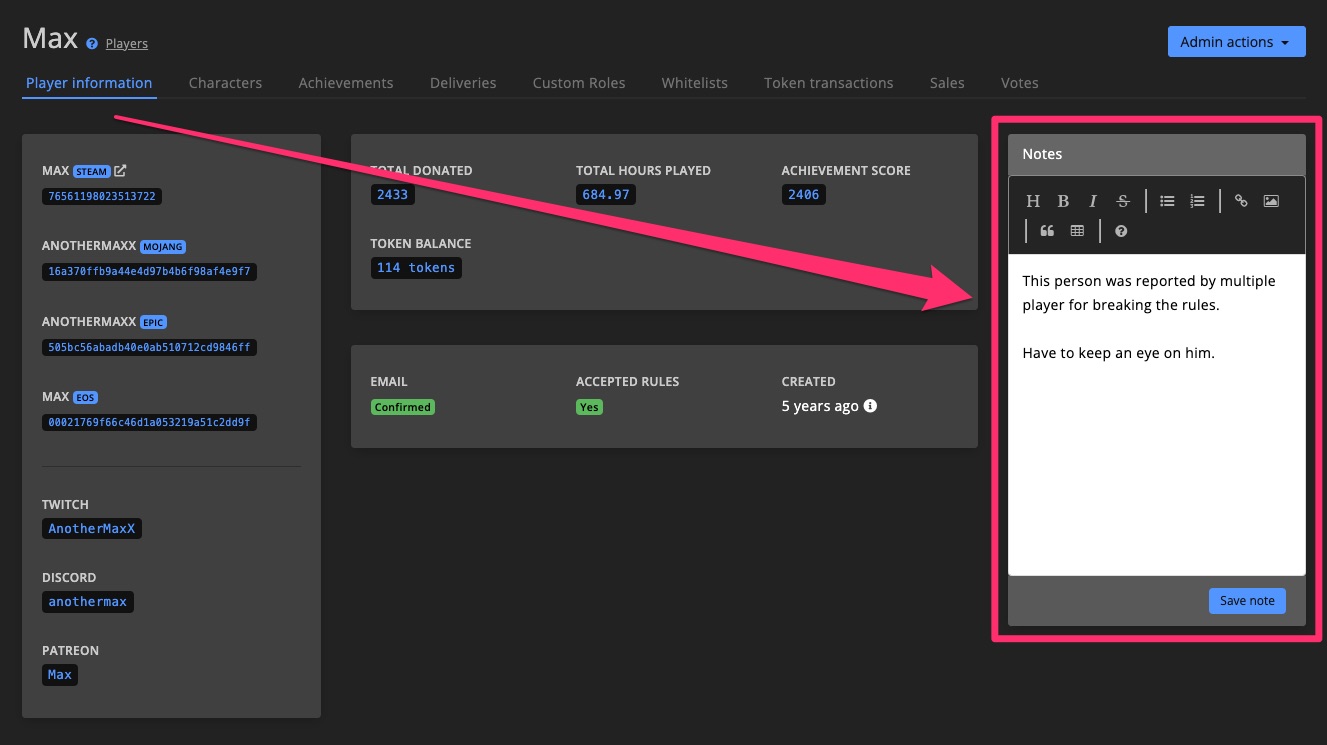 Max ? Players
Admin actions
Player information Characters Achievements Deliveries Custom Roles Whitelists Token transactions Sales Votes
MAX STEAM
76561198023513722
ANOTHERMAXX MOJANG
16a370ffb9a44e4d97b4b6f98af4e9f7
ANOTHERMAXX EPIC
505bc56abadb40e0ab510712cd9846ff
MAX EOS
00021769f66c46d1a053219a51c2dd9f
TWITCH
AnotherMaxX
DISCORD
anothermax
PATREON
Max
TOTAL DONATED
2433
TOTAL HOURS PLAYED
684.97
ACHIEVEMENT SCORE
2406
TOKEN BALANCE
114 tokens
EMAIL
Confirmed
ACCEPTED RULES
Yes
CREATED
5 years ago
Notes
H B I S
This person was reported by multiple
player for breaking the rules.
Have to keep an eye on him.
Save note